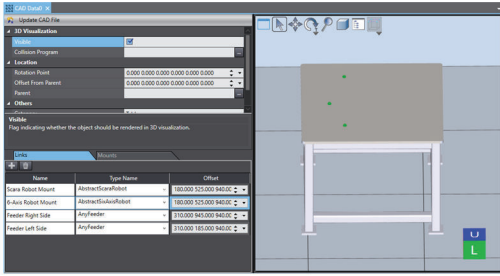 CAD Data0 ×
Update CAD File
3D Visualization
Visible
Collision Program
Location
Rotation Point 0.000 0.000 0.000 0.000 0.000 0.000
Offset From Parent 0.000 0.000 0.000 0.000 0.000 0.000
Parent
Others
Visible
Flag indicating whether the object should be rendered in 3D visualization.
Links Mounts
Name Type Name Offset
Scara Robot Mount AbstractScaraRobot 180.000 525.000 940.00
6-Axis Robot Mount AbstractSixAxisRobot 180.000 525.000 940.00
Feeder Right Side AnyFeeder 310.000 945.000 940.00
Feeder Left Side AnyFeeder 310.000 185.000 940.00
U
L